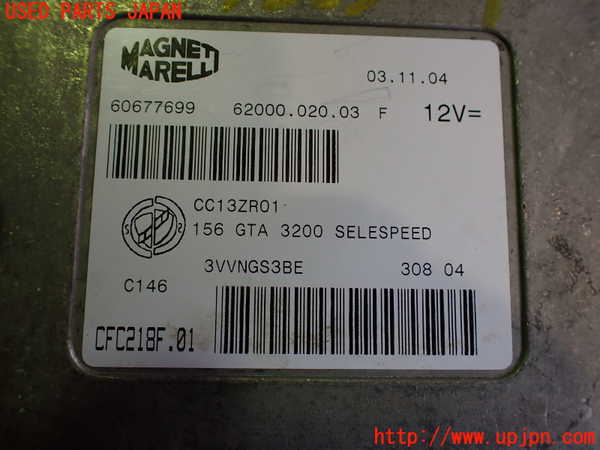 USED PARTS JAPAN
MAGNETI
MARELLI
03.11.04
60677699 62000.020.03 F 12V=
CC13ZR01
156 GTA 3200 SELESPEED
3VVNGS3BE 308 04
C146
CFC218F.01
http://www.upjpn.com